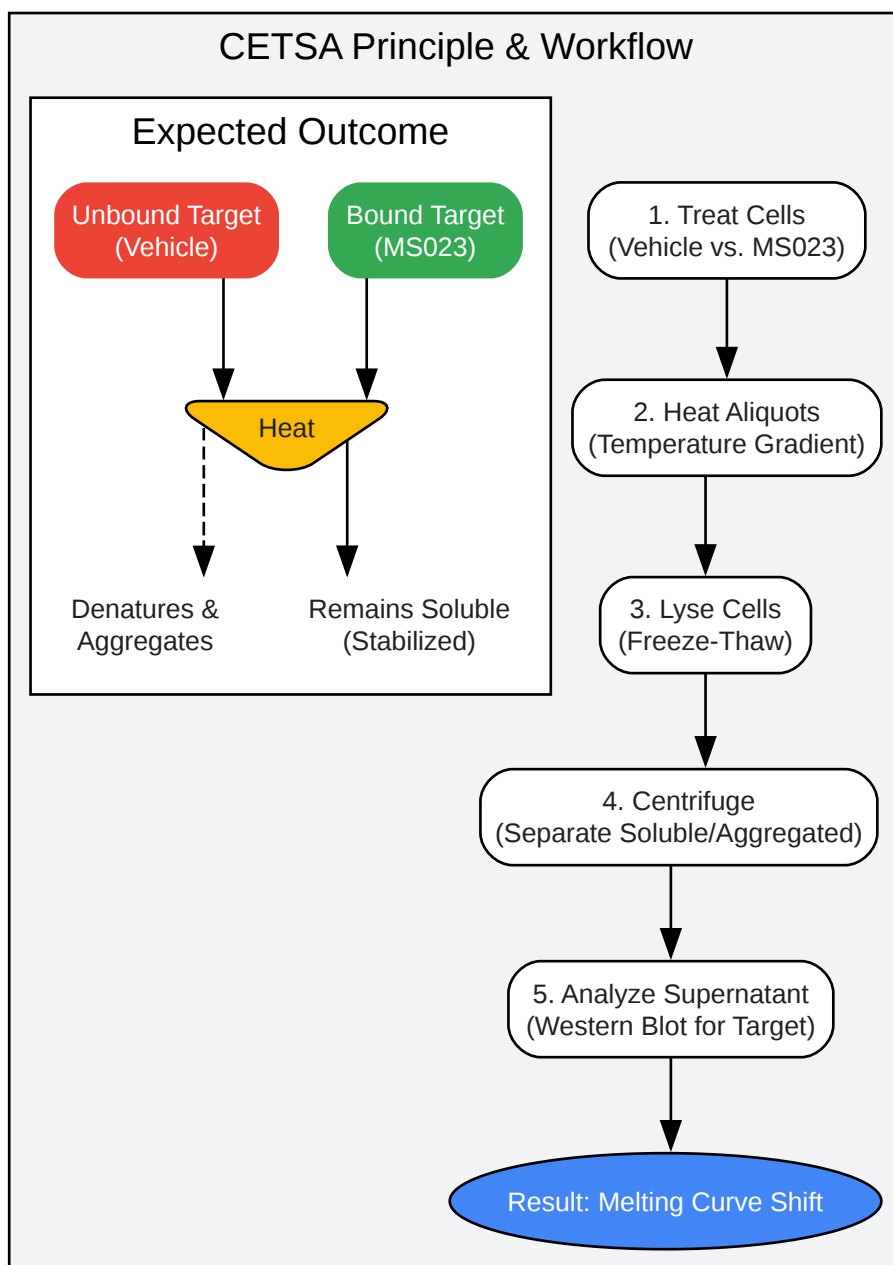 CETSA Principle & Workflow
Expected Outcome
Unbound Target
(Vehicle)
Bound Target
(MS023)
Heat
Denatures &
Aggregates
Remains Soluble
(Stabilized)
1. Treat Cells
(Vehicle vs. MS023)
2. Heat Aliquots
(Temperature Gradient)
3. Lyse Cells
(Freeze-Thaw)
4. Centrifuge
(Separate Soluble/Aggregated)
5. Analyze Supernatant
(Western Blot for Target)
Result: Melting Curve Shift